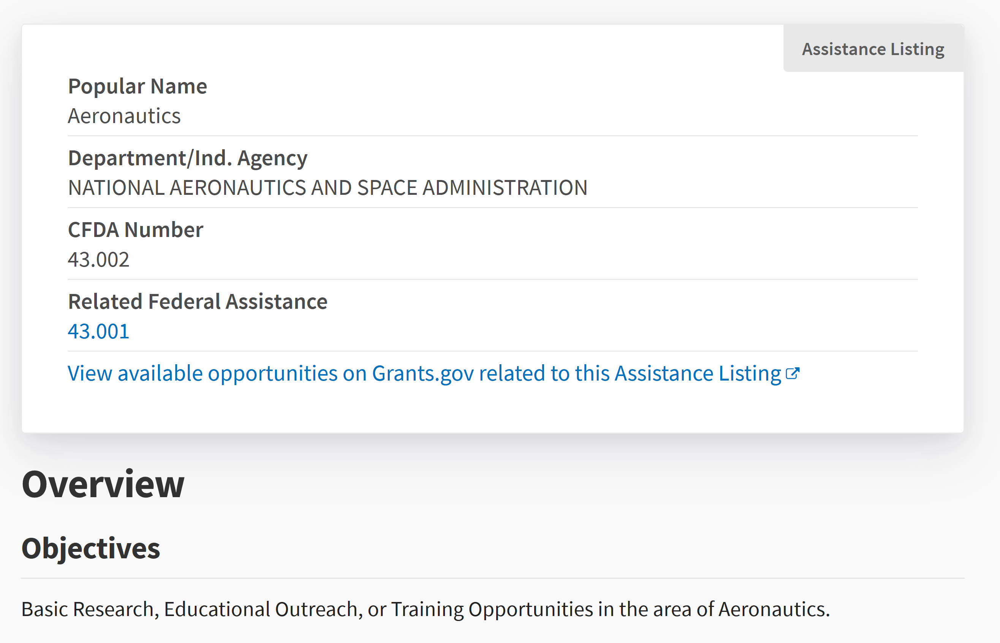 Assistance Listing
Popular Name
Aeronautics
Department/Ind. Agency
NATIONAL AERONAUTICS AND SPACE ADMINISTRATION
CFDA Number
43.002
Related Federal Assistance
43.001
View available opportunities on Grants.gov related to this Assistance Listing
Overview
Objectives
Basic Research, Educational Outreach, or Training Opportunities in the area of Aeronautics.